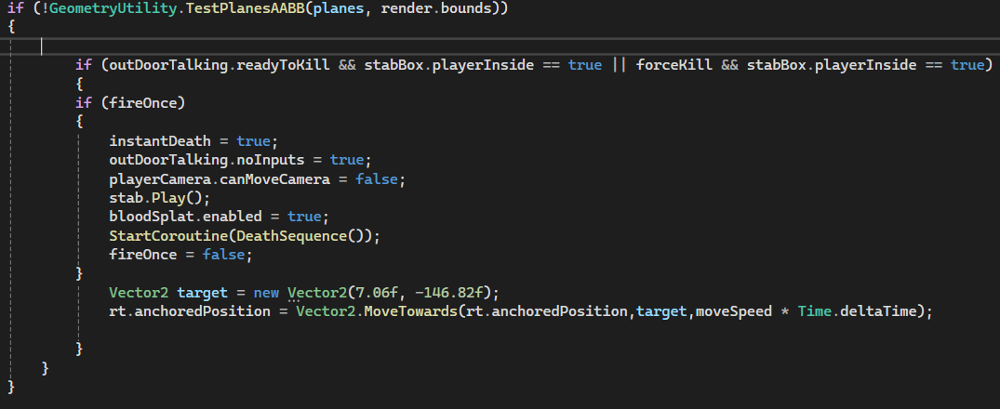 if (!GeometryUtility.TestPlanesAABB(planes, render.bounds))
{
if (outDoorTalking.readyToKill && stabBox.playerInside == true || forceKill && stabBox.playerInside == true)
{
if (fireOnce)
{
instantDeath = true;
outDoorTalking.noInputs = true;
playerCamera.canMoveCamera = false;
stab.Play();
bloodSplat.enabled = true;
StartCoroutine(DeathSequence());
fireOnce = false;
}
Vector2 target = new Vector2(7.06f, -146.82f);
rt.anchoredPosition = Vector2.MoveTowards(rt.anchoredPosition,target,moveSpeed * Time.deltaTime);
}
}
}